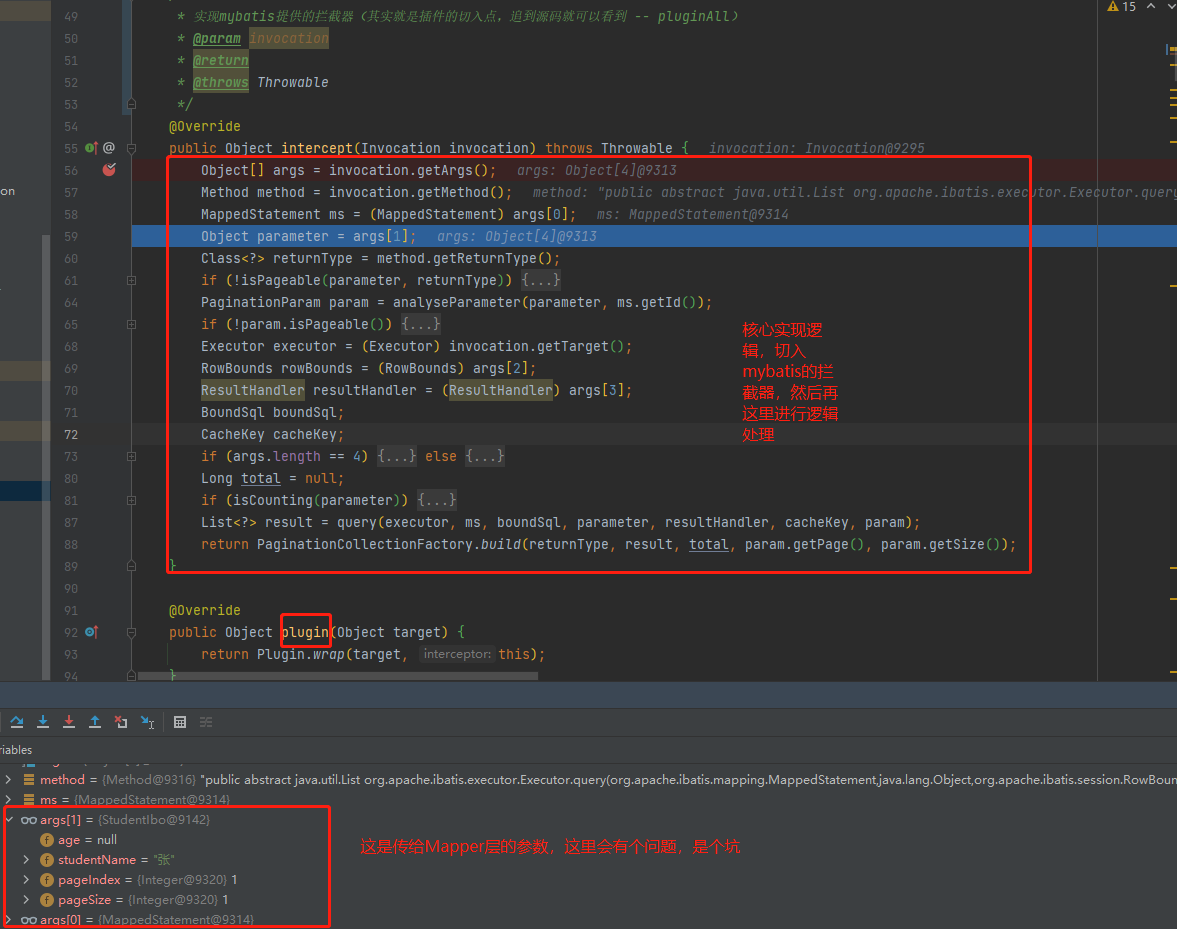 15
49 * 实现mybatis提供的拦截器（其实就是插件的切入点，追到源码就可以看到 -- pluginAll）
50 * @param invocation
51 * @return
52 * @throws Throwable
53 */
54 @Override
55 @ public Object intercept(Invocation invocation) throws Throwable { invocation: Invocation@9295
56 Object[] args = invocation.getArgs(); args: Object[4]@9313
on
57 Method method = invocation.getMethod(); method: "public abstract java.util.List org.apache.ibatis.executor.Executor.query
58 MappedStatement ms = (MappedStatement) args[0]; ms: MappedStatement@9314
59 Object parameter = args[1]; args: Object[4]@9313
60 Class<?> returnType = method.getReturnType();
61 if (!isPageable(parameter, returnType)) {...}
64 PaginationParam param = analyseParameter(parameter, ms.getId());
65 if (!param.isPageable()) {...}
68 Executor executor = (Executor) invocation.getTarget();
69 RowBounds rowBounds = (RowBounds) args[2];
70 ResultHandler resultHandler = (ResultHandler) args[3];
71 BoundSql boundSql;
72 CacheKey cacheKey;
73 if (args.length == 4) {...} else {...}
80 Long total = null;
81 if (isCounting(parameter)) {...}
87 List<?> result = query(executor, ms, boundSql, parameter, resultHandler, cacheKey, param);
88 return PaginationCollectionFactory.build(returnType, result, total, param.getPage(), param.getSize());
89 }
90
91 @Override
92 public Object plugin(Object target) {
93 return Plugin.wrap(target, interceptor: this);
94 }
核心实现逻
辑，切入
mybatis的拦
截器，然后再
这里进行逻辑
处理
riables
method = {Method@9316} "public abstract java.util.List org.apache.ibatis.executor.Executor.query(org.apache.ibatis.mapping.MappedStatement,java.lang.Object,org.apache.ibatis.session.RowBoun
ms = {MappedStatement@9314}
args[1] = {StudentIbo@9142}
age = null
studentName = "张"
pageIndex = {Integer@9320} 1
pageSize = {Integer@9320} 1
args[0] = {MappedStatement@9314}
这是传给Mapper层的参数，这里会有个问题，是个坑